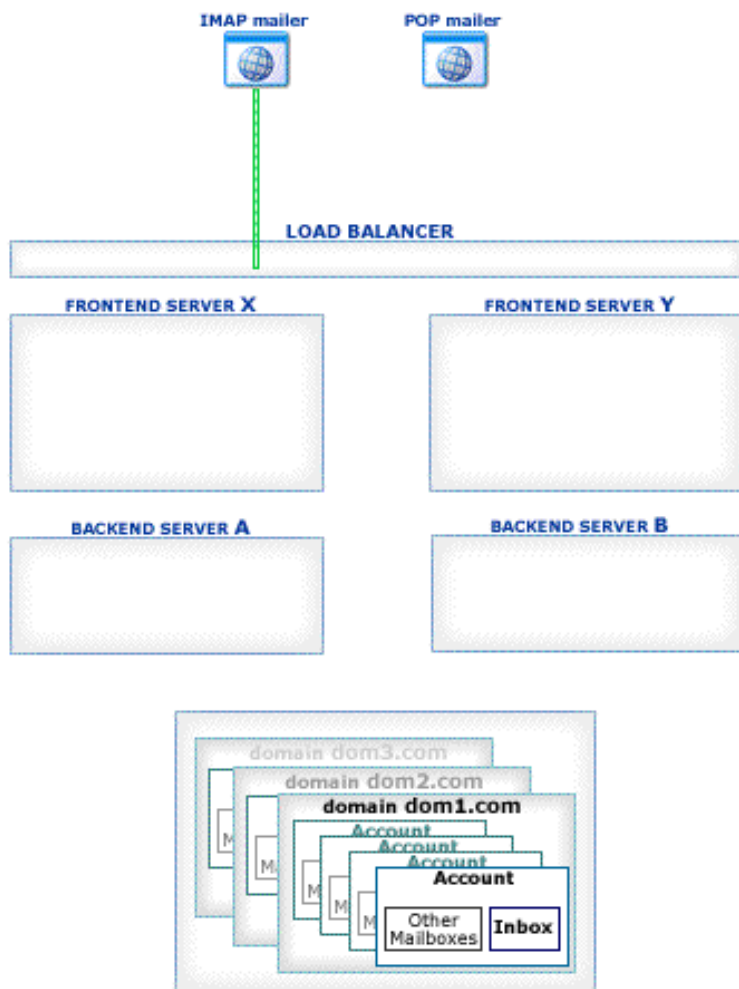 IMAP mailer
POP mailer
LOAD BALANCER
FRONTEND SERVER X
FRONTEND SERVER Y
BACKEND SERVER A
BACKEND SERVER B
domain dom3.com
domain dom2.com
domain dom1.com
Account
Account
Account
Account
Other
Mailboxes
Inbox